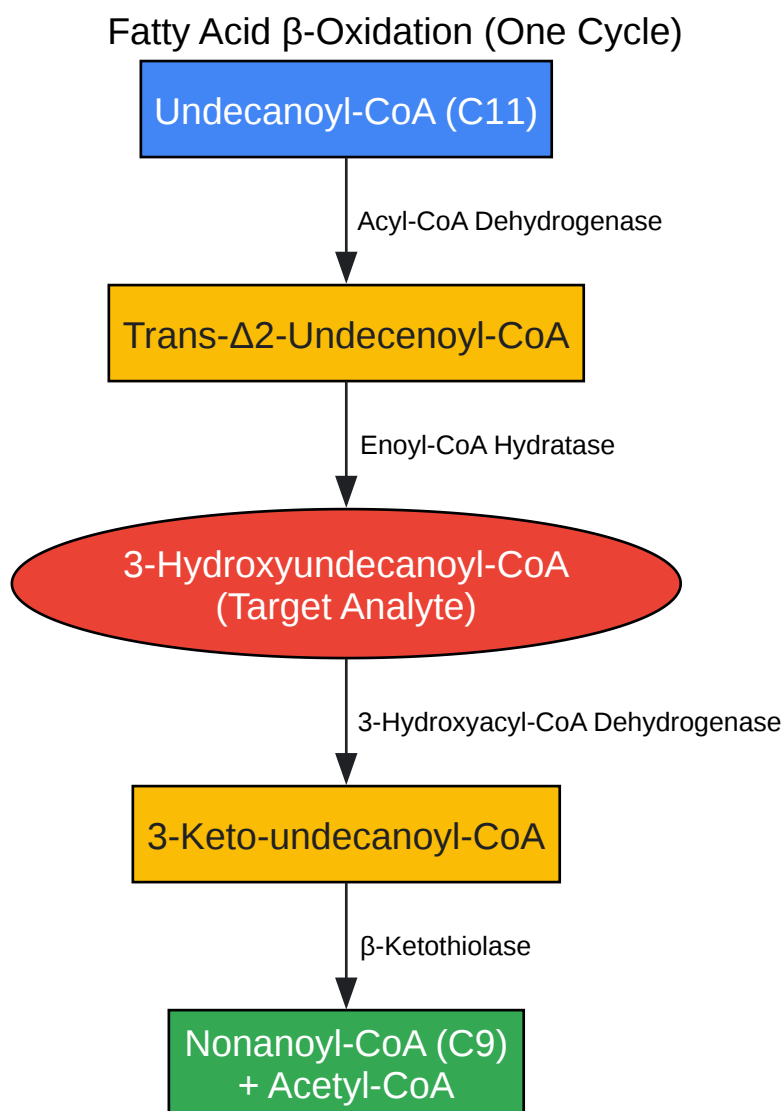 Fatty Acid β-Oxidation (One Cycle)
Undecanoyl-CoA (C11)
Acyl-CoA Dehydrogenase
Trans-Δ2-Undecenoyl-CoA
Enoyl-CoA Hydratase
3-Hydroxyundecanoyl-CoA
(Target Analyte)
3-Hydroxyacyl-CoA Dehydrogenase
3-Keto-undecanoyl-CoA
β-Ketothiolase
Nonanoyl-CoA (C9)
+ Acetyl-CoA